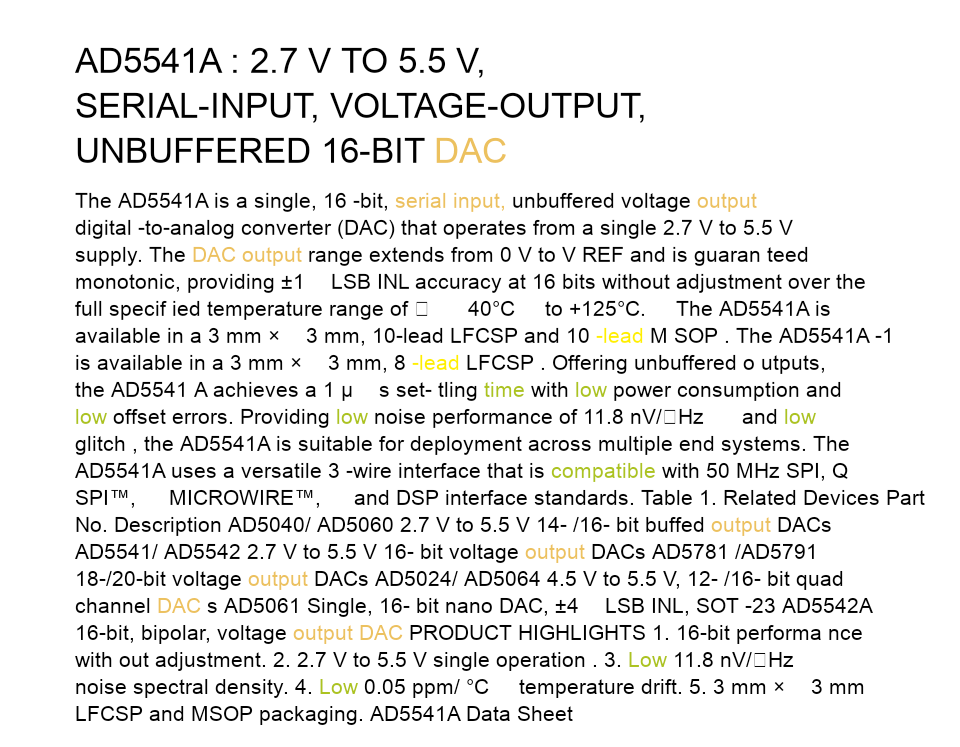 AD5541A : 2.7 V TO 5.5 V,
SERIAL-INPUT, VOLTAGE-OUTPUT,
UNBUFFERED 16-BIT DAC
The AD5541A is a single, 16 -bit, serial input, unbuffered voltage output
digital -to-analog converter (DAC) that operates from a single 2.7 V to 5.5 V
supply. The DAC output range extends from 0 V to V REF and is guaran teed
monotonic, providing ±1 LSB INL accuracy at 16 bits without adjustment over the
full specif ied temperature range of □ 40°C to +125°C. The AD5541A is
available in a 3 mm × 3 mm, 10-lead LFCSP and 10 -lead M SOP . The AD5541A -1
is available in a 3 mm × 3 mm, 8 -lead LFCSP . Offering unbuffered o utputs,
the AD5541 A achieves a 1 μ s set- tling time with low power consumption and
low offset errors. Providing low noise performance of 11.8 nV/□Hz and low
glitch , the AD5541A is suitable for deployment across multiple end systems. The
AD5541A uses a versatile 3 -wire interface that is compatible with 50 MHz SPI, Q
SPI™, MICROWIRE™, and DSP interface standards. Table 1. Related Devices Part
No. Description AD5040/ AD5060 2.7 V to 5.5 V 14- /16- bit buffed output DACs
AD5541/ AD5542 2.7 V to 5.5 V 16- bit voltage output DACs AD5781 /AD5791
18-/20-bit voltage output DACs AD5024/ AD5064 4.5 V to 5.5 V, 12- /16- bit quad
channel DAC s AD5061 Single, 16- bit nano DAC, ±4 LSB INL, SOT -23 AD5542A
16-bit, bipolar, voltage output DAC PRODUCT HIGHLIGHTS 1. 16-bit performa nce
with out adjustment. 2. 2.7 V to 5.5 V single operation . 3. Low 11.8 nV/□Hz
noise spectral density. 4. Low 0.05 ppm/ °C temperature drift. 5. 3 mm × 3 mm
LFCSP and MSOP packaging. AD5541A Data Sheet